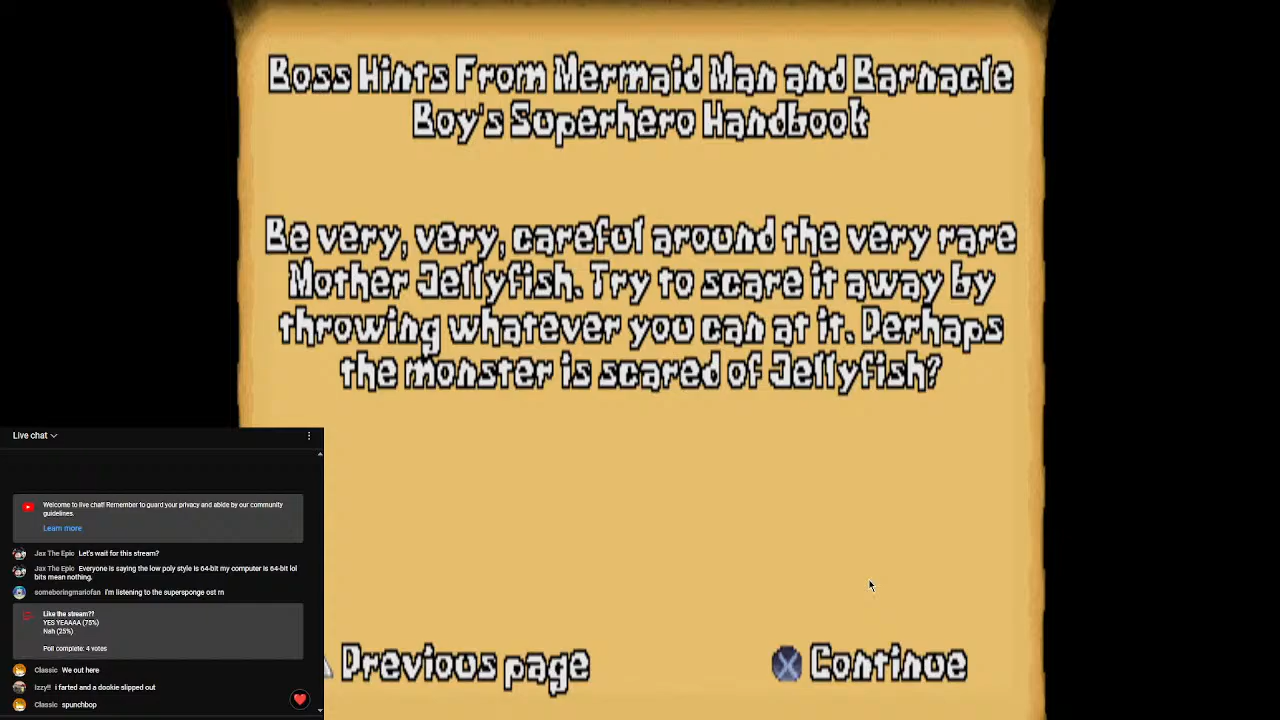 Boss Hints From Mermaid Man and Barnacle
Boy's Superhero Handbook
Be very, very, careful around the very rare
Mother Jellyfish. Try to scare it away by
throwing whatever you can at it. Perhaps
the monster is scared of Jellyfish?
Previous page
Continue
Live chat
Welcome to live chat! Remember to guard your privacy and abide by our community
guidelines.
Learn more
Jax The Epic Let's wait for this stream?
Jax The Epic Everyone is saying the low poly style is 64-bit my computer is 64-bit lol
bits mean nothing.
someboringmariofan I'm listening to the supersponge ost rn
Like the stream??
YES YEAAAA (75%)
Nah (25%)
Poll complete: 4 votes
Classic We out here
Izzy!! i farted and a dookie slipped out
Classic spunchbop